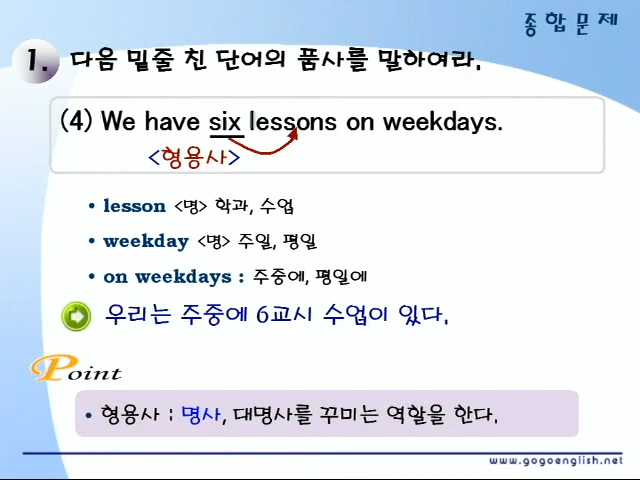 종합문제
1. 다음 밑줄 친 단어의 품사를 말하여라.
(4) We have six lessons on weekdays.
<형용사>
• lesson <명> 학과, 수업
• weekday <명> 주일, 평일
• on weekdays : 주중에, 평일에
우리는 주중에 6교시 수업이 있다.
Point
• 형용사 : 명사, 대명사를 꾸미는 역할을 한다.
www.gogoenglish.net